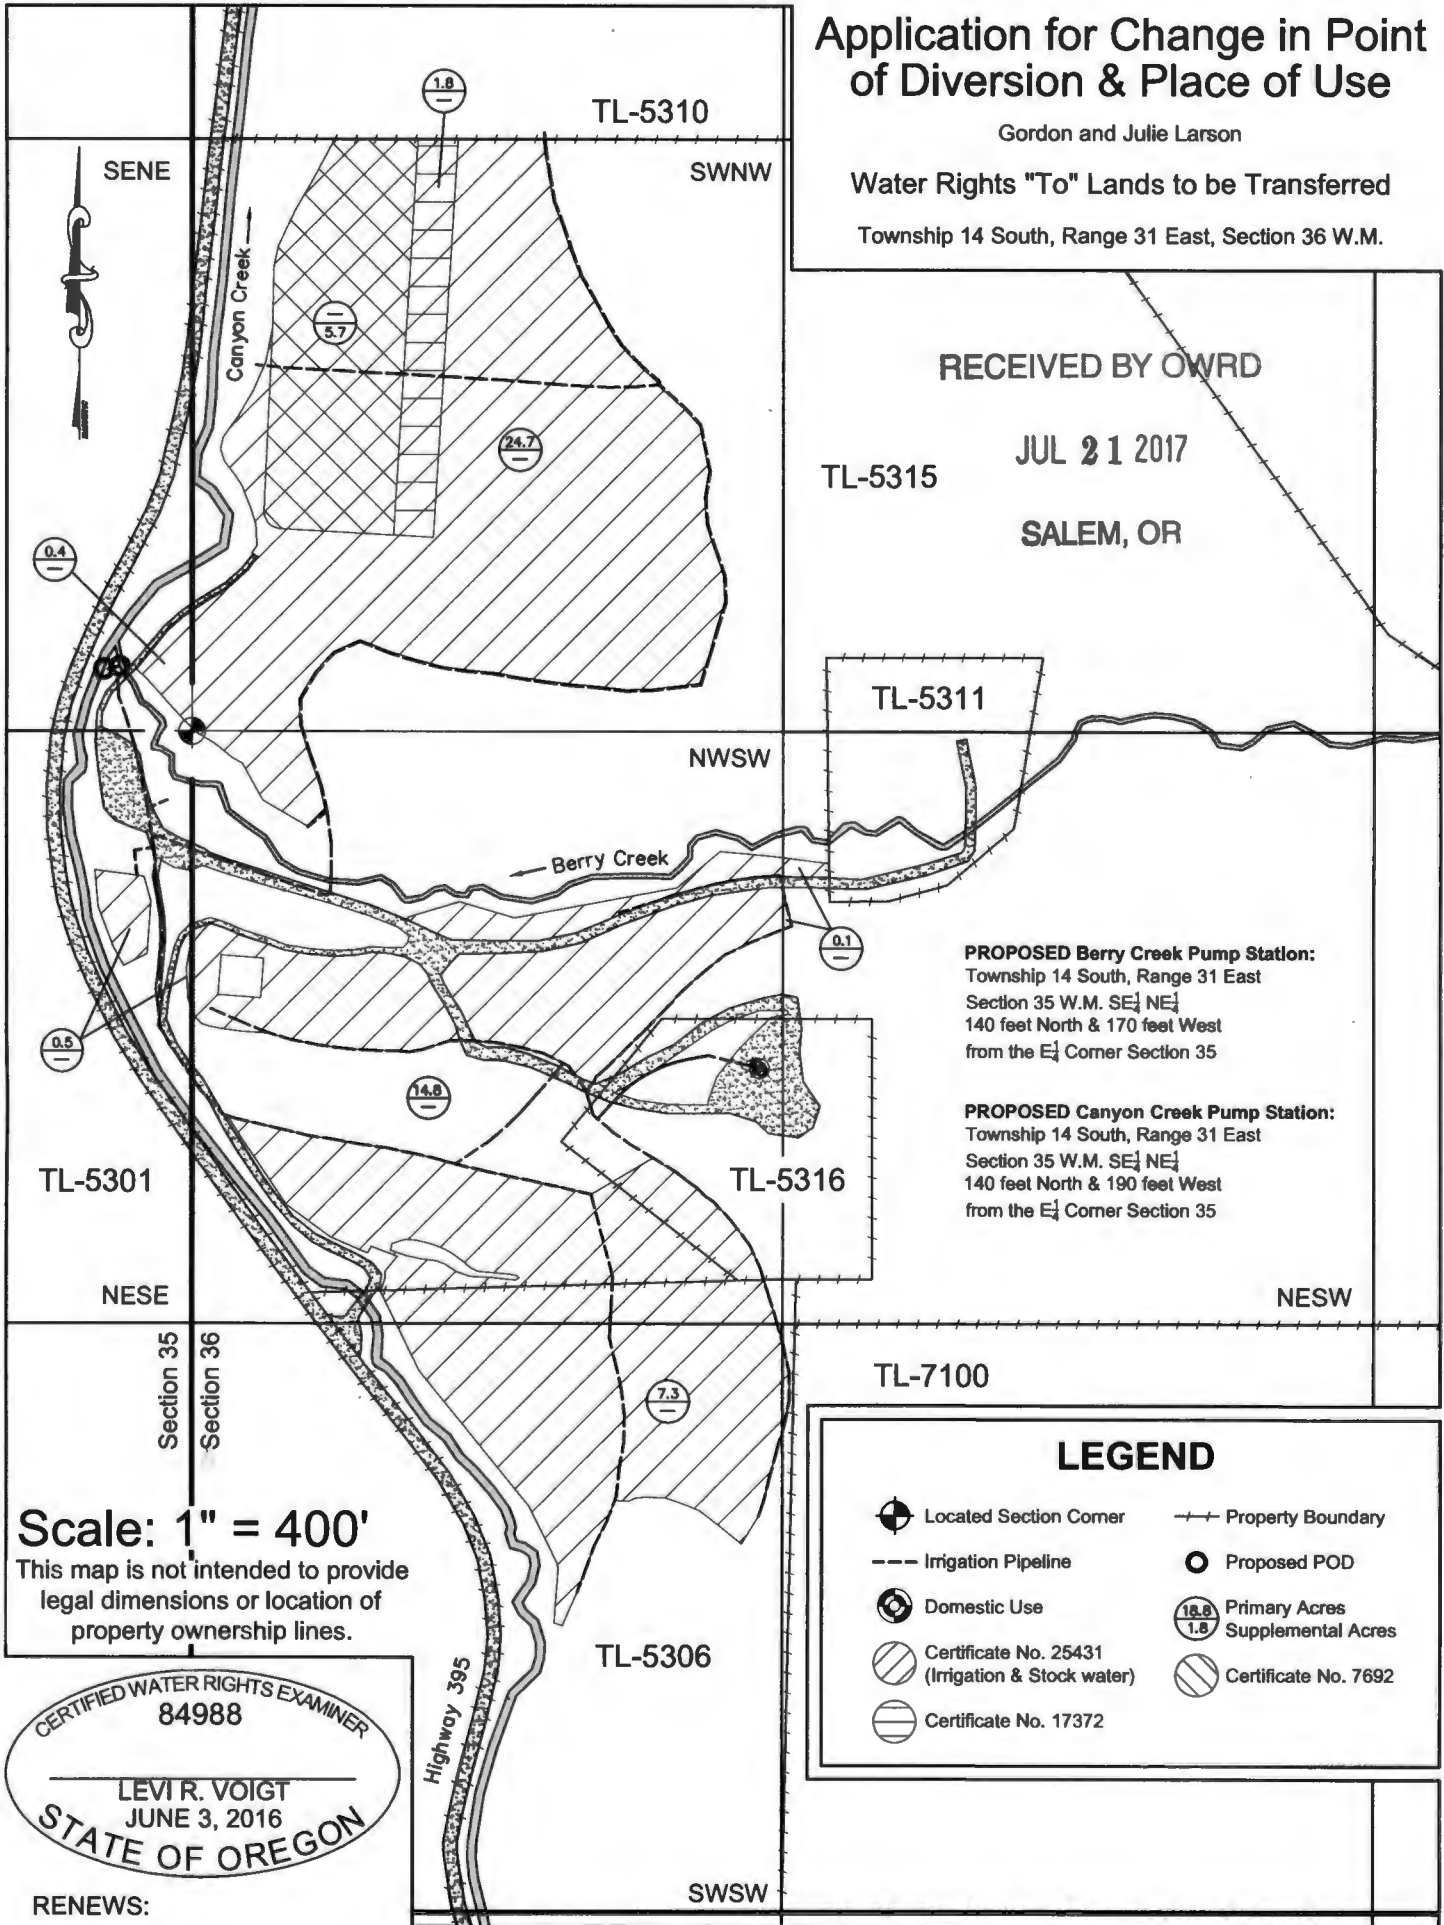 Application for Change in Point
of Diversion & Place of Use
Gordon and Julie Larson
Water Rights "To" Lands to be Transferred
Township 14 South, Range 31 East, Section 36 W.M.
1.8
—
TL-5310
SENE
SWNW
Canyon Creek
—
5.7
24.7
—
RECEIVED BY OWRD
JUL 21 2017
SALEM, OR
TL-5315
0.4
—
TL-5311
NWSW
Berry Creek
0.1
—
0.5
—
14.8
—
PROPOSED Berry Creek Pump Station:
Township 14 South, Range 31 East
Section 35 W.M. SE¼ NE¼
140 feet North & 170 feet West
from the E¼ Corner Section 35
PROPOSED Canyon Creek Pump Station:
Township 14 South, Range 31 East
Section 35 W.M. SE¼ NE¼
140 feet North & 190 feet West
from the E¼ Corner Section 35
TL-5301
TL-5316
NESE
NESW
Section 35
Section 36
TL-7100
7.3
—
Scale: 1" = 400'
This map is not intended to provide
legal dimensions or location of
property ownership lines.
TL-5306
Highway 395
LEGEND
Located Section Corner
Property Boundary
Irrigation Pipeline
Proposed POD
Domestic Use
18.8
1.8
Primary Acres
Supplemental Acres
Certificate No. 25431
(Irrigation & Stock water)
Certificate No. 7692
Certificate No. 17372
CERTIFIED WATER RIGHTS EXAMINER
84988
LEVI R. VOIGT
JUNE 3, 2016
STATE OF OREGON
RENEWS:
SWSW